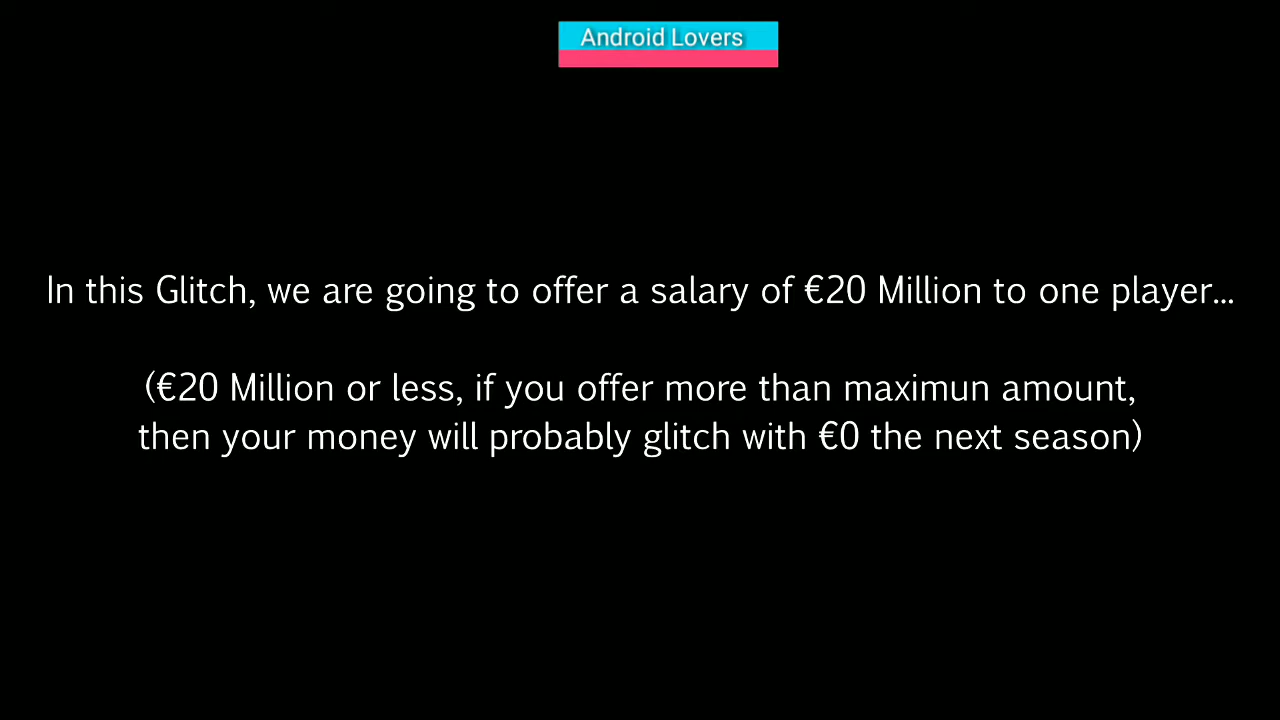 Android Lovers
In this Glitch, we are going to offer a salary of €20 Million to one player...
(€20 Million or less, if you offer more than maximun amount,
then your money will probably glitch with €0 the next season)